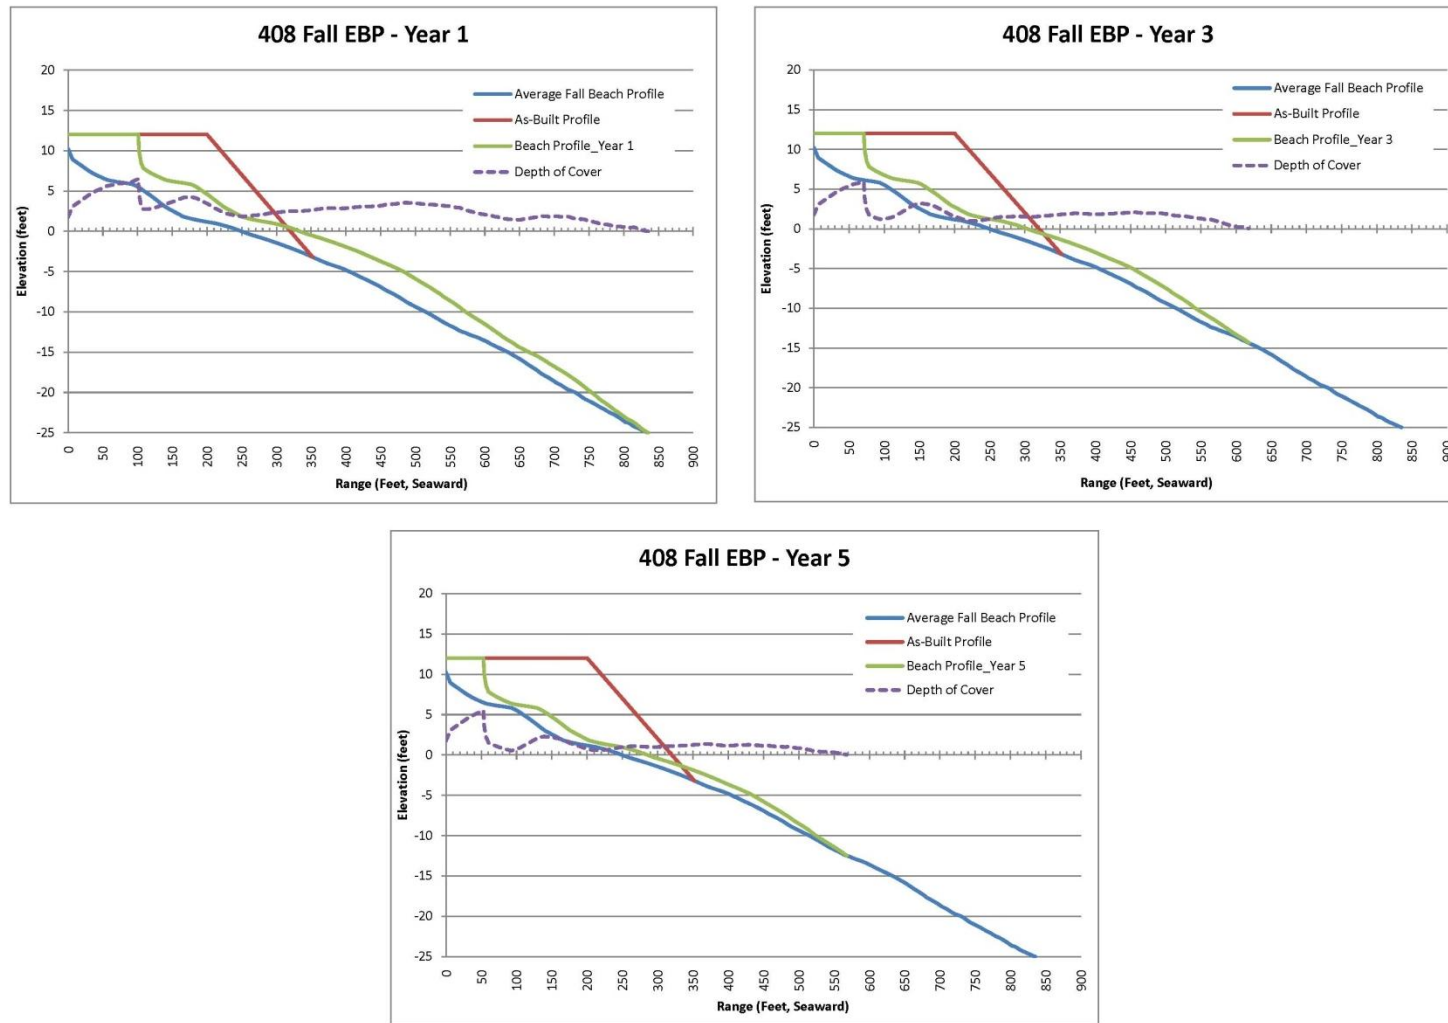 408 Fall EBP - Year 1
20
15
10
5
0
-5
-10
-15
-20
-25
Elevation (feet)
Average Fall Beach Profile
As-Built Profile
Beach Profile_Year 1
Depth of Cover
0 50 100 150 200 250 300 350 400 450 500 550 600 650 700 750 800 850 900
Range (Feet, Seaward)
408 Fall EBP - Year 3
20
15
10
5
0
-5
-10
-15
-20
-25
Elevation (feet)
Average Fall Beach Profile
As-Built Profile
Beach Profile_Year 3
Depth of Cover
0 50 100 150 200 250 300 350 400 450 500 550 600 650 700 750 800 850 900
Range (Feet, Seaward)
408 Fall EBP - Year 5
20
15
10
5
0
-5
-10
-15
-20
-25
Elevation (feet)
Average Fall Beach Profile
As-Built Profile
Beach Profile_Year 5
Depth of Cover
0 50 100 150 200 250 300 350 400 450 500 550 600 650 700 750 800 850 900
Range (Feet, Seaward)